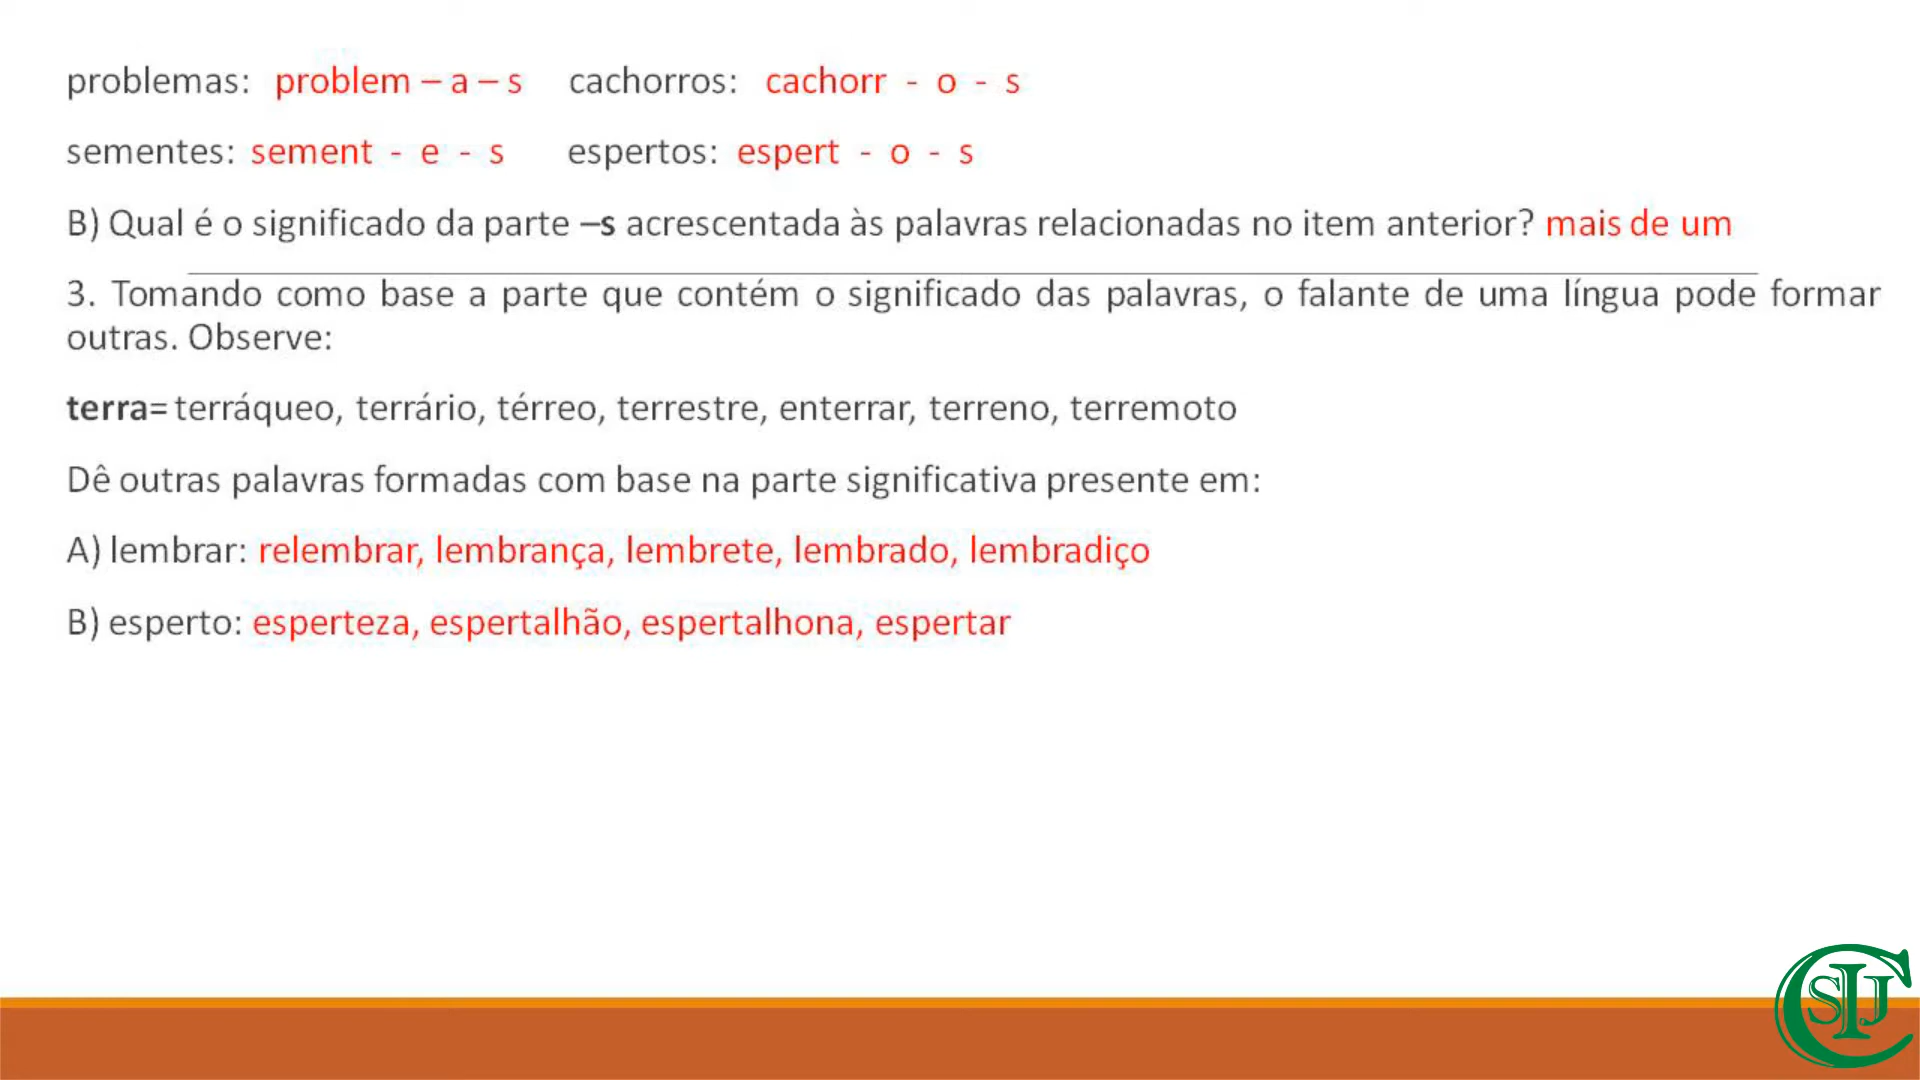 problemas: problem – a – s cachorros: cachorr - o - s
sementes: sement - e - s espertos: espert - o - s
B) Qual é o significado da parte –s acrescentada às palavras relacionadas no item anterior? mais de um
3. Tomando como base a parte que contém o significado das palavras, o falante de uma língua pode formar
outras. Observe:
terra= terráqueo, terrário, térreo, terrestre, enterrar, terreno, terremoto
Dê outras palavras formadas com base na parte significativa presente em:
A) lembrar: relembrar, lembrança, lembrete, lembrado, lembradiço
B) esperto: esperteza, espertalhão, espertalhona, espertar
CSIJ